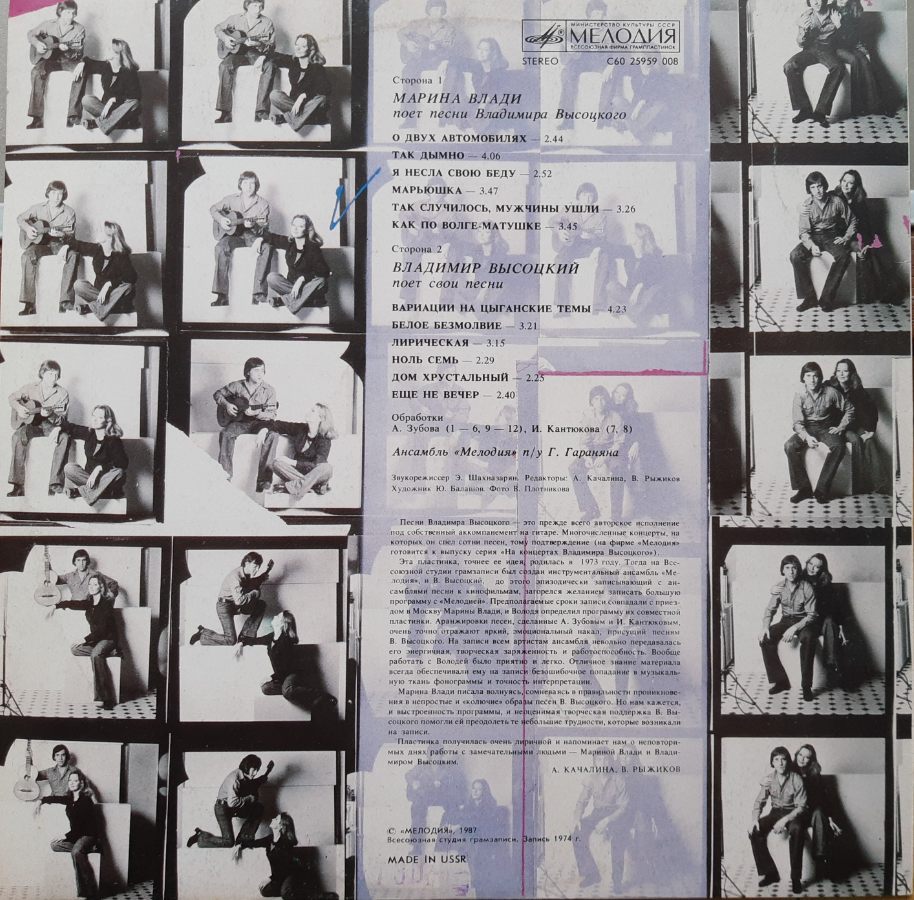 МИНИСТЕРСТВО КУЛЬТУРЫ СССР
МЕЛОДИЯ
ВСЕСОЮЗНАЯ ФИРМА ГРАМПЛАСТИНОК
STEREO С60 25959 008
Сторона 1
МАРИНА ВЛАДИ
поет песни Владимира Высоцкого
О ДВУХ АВТОМОБИЛЯХ — 2.44
ТАК ДЫМНО — 4.06
Я НЕСЛА СВОЮ БЕДУ — 2.52
МАРЬЮШКА — 3.47
ТАК СЛУЧИЛОСЬ, МУЖЧИНЫ УШЛИ — 3.26
КАК ПО ВОЛГЕ-МАТУШКЕ — 3.45
Сторона 2
ВЛАДИМИР ВЫСОЦКИЙ
поет свои песни
ВАРИАЦИИ НА ЦЫГАНСКИЕ ТЕМЫ — 4.23
БЕЛОЕ БЕЗМОЛВИЕ — 3.21
ЛИРИЧЕСКАЯ — 3.15
НОЛЬ СЕМЬ — 2.29
ДОМ ХРУСТАЛЬНЫЙ — 2.25
ЕЩЕ НЕ ВЕЧЕР — 2.40
Обработки
А. Зубова (1 — 6, 9 — 12), И. Кантюкова (7, 8)
Ансамбль «Мелодия» п/у Г. Гараняна
Звукорежиссер Э. Шахназарян. Редакторы: А. Качалина, В. Рыжиков
Художник Ю. Балашов. Фото В. Плотникова
Песни Владимра Высоцкого — это прежде всего авторское исполнение
под собственный аккомпанемент на гитаре. Многочисленные концерты, на
которых он спел сотни песен, тому подтверждение (на фирме «Мелодия»
готовится к выпуску серия «На концертах Владимира Высоцкого»).
Эта пластинка, точнее ее идея, родилась в 1973 году. Тогда на Все-
союзной студии грамзаписи был создан инструментальный ансамбль «Ме-
лодия», и В. Высоцкий, до этого эпизодически записывающий с ан-
самблями песни к кинофильмам, загорелся желанием записать большую
программу с «Мелодией». Предполагаемые сроки записи совпадали с приез-
дом в Москву Марины Влади, и Володя определил программу их совместной
пластинки. Аранжировки песен, сделанные А. Зубовым и И. Кантюковым,
очень точно отражают яркий, эмоциональный накал, присущий песням
В. Высоцкого. На записи всем артистам ансамбля невольно передавалась
его энергичная, творческая заряженность и работоспособность. Вообще
работать с Володей было приятно и легко. Отличное знание материала
всегда обеспечивали ему на записи безошибочное попадание в музыкаль-
ную ткань фонограммы и точность интерпретации.
Марина Влади писала волнуясь, сомневаясь в правильности проникнове-
ния в непростые и «колючие» образы песен В. Высоцкого. Но нам кажется,
и выстроенность программы, и неоценимая творческая поддержка В. Вы-
соцкого помогли ей преодолеть те небольшие трудности, которые возникали
на записи.
Пластинка получилась очень лиричной и напоминает нам о неповтори-
мых днях работы с замечательными людьми — Мариной Влади и Влади-
миром Высоцким.
А. КАЧАЛИНА, В. РЫЖИКОВ
© «МЕЛОДИЯ», 1987
Всесоюзная студия грамзаписи. Запись 1974 г.
MADE IN USSR